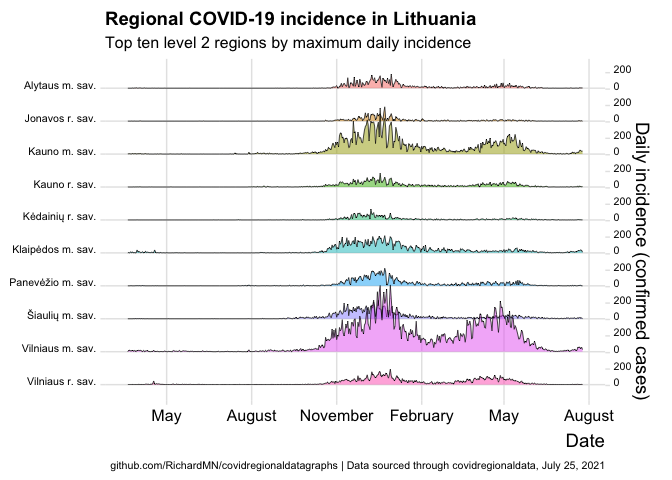 Regional COVID-19 incidence in Lithuania
Top ten level 2 regions by maximum daily incidence
Alytaus m. sav.
Jonavos r. sav.
Kauno m. sav.
Kauno r. sav.
Kėdainių r. sav.
Klaipėdos m. sav.
Panevėžio m. sav.
Šiaulių m. sav.
Vilniaus m. sav.
Vilniaus r. sav.
200
0
200
0
200
0
200
0
200
0
200
0
200
0
200
0
200
0
200
0
Daily incidence (confirmed cases)
May August November February May August
Date
github.com/RichardMN/covidregionaldatagraphs | Data sourced through covidregionaldata, July 25, 2021